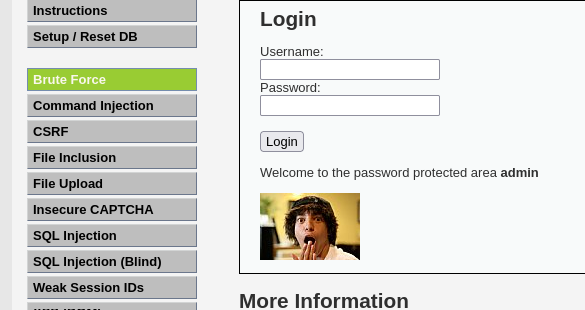 Instructions
Setup / Reset DB
Brute Force
Command Injection
CSRF
File Inclusion
File Upload
Insecure CAPTCHA
SQL Injection
SQL Injection (Blind)
Weak Session IDs
Login
Username:
Password:
Login
Welcome to the password protected area admin
More Information